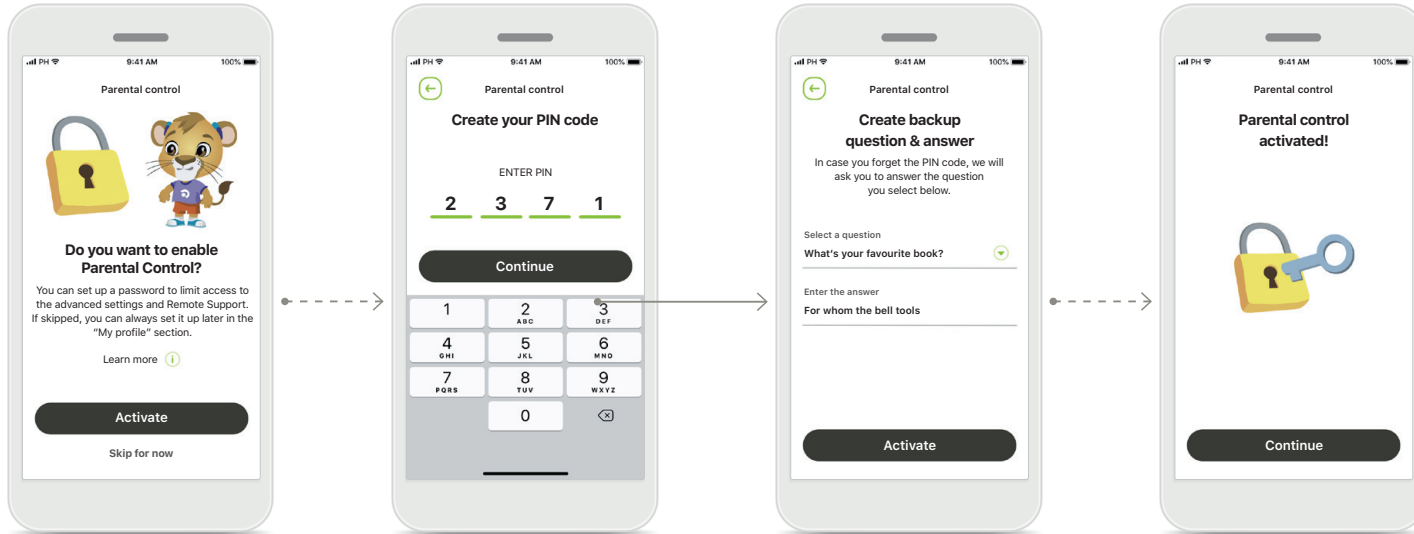 PH 9:41 AM 100%
Parental control
Do you want to enable
Parental Control?
You can set up a password to limit access to
the advanced settings and Remote Support.
If skipped, you can always set it up later in the
“My profile” section.
Learn more i
Activate
Skip for now
PH 9:41 AM 100%
Parental control
Create your PIN code
ENTER PIN
2 3 7 1
Continue
1 2 3
ABC DEF
4 5 6
GHI JKL MNO
7 8 9
PQRS TUV WXYZ
0
PH 9:41 AM 100%
Parental control
Create backup
question & answer
In case you forget the PIN code, we will
ask you to answer the question
you select below.
Select a question
What's your favourite book?
Enter the answer
For whom the bell tools
Activate
PH 9:41 AM 100%
Parental control
Parental control
activated!
Continue